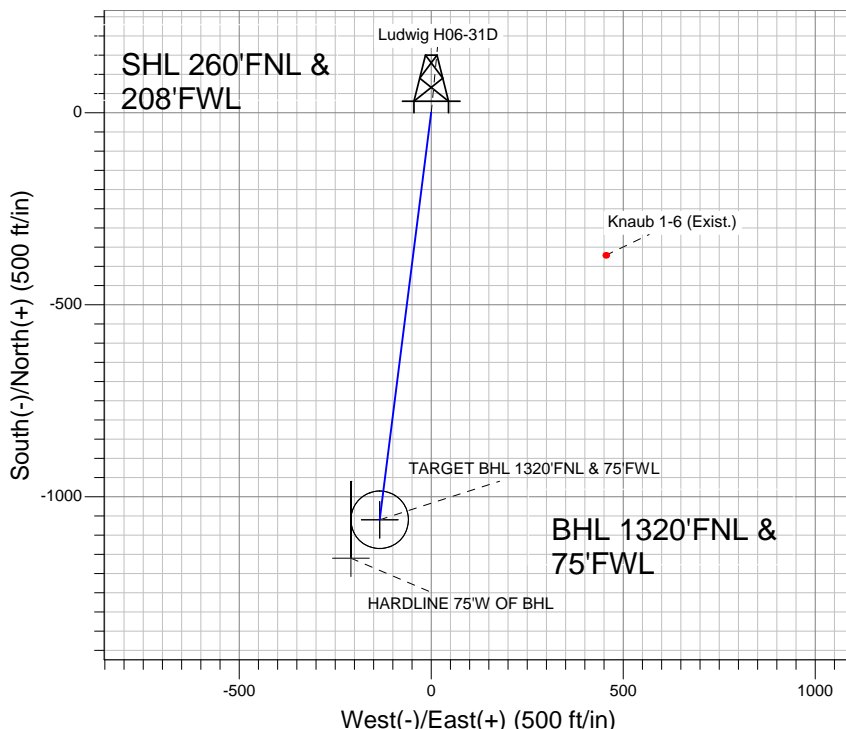 Ludwig H06-31D
SHL 260'FNL &
208'FWL
0
Knaub 1-6 (Exist.)
-500
South(-)/North(+) (500 ft/in)
TARGET BHL 1320'FNL & 75'FWL
-1000
BHL 1320'FNL &
75'FWL
HARDLINE 75'W OF BHL
-500
0
500
1000
West(-)/East(+) (500 ft/in)